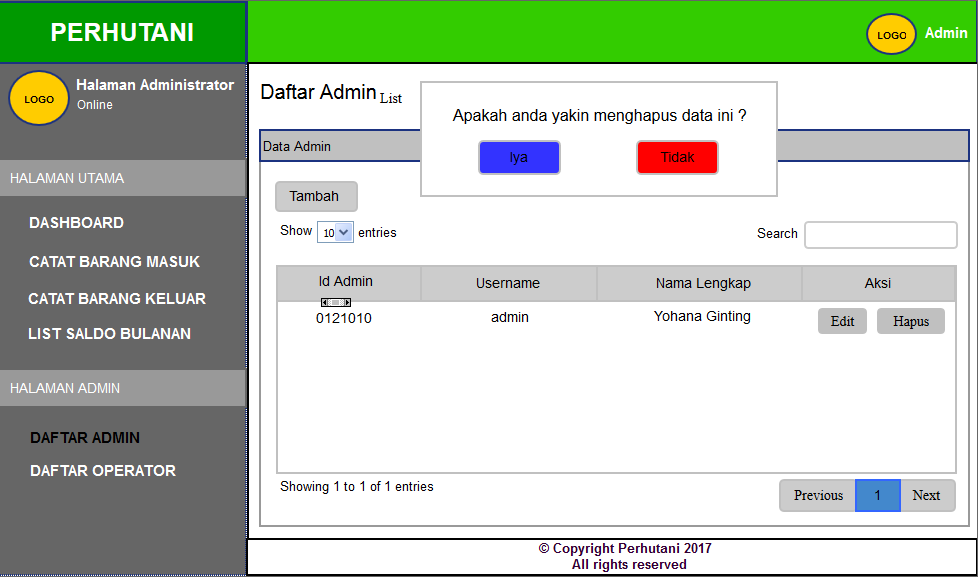 PERHUTANI
LOGO Admin
LOGO Halaman Administrator
Online
HALAMAN UTAMA
DASHBOARD
CATAT BARANG MASUK
CATAT BARANG KELUAR
LIST SALDO BULANAN
HALAMAN ADMIN
DAFTAR ADMIN
DAFTAR OPERATOR
Daftar Admin List
Apakah anda yakin menghapus data ini ?
Iya Tidak
Data Admin
Tambah
Show 10 entries Search
Id Admin Username Nama Lengkap Aksi
0121010 admin Yohana Ginting Edit Hapus
Showing 1 to 1 of 1 entries
Previous 1 Next
© Copyright Perhutani 2017
All rights reserved